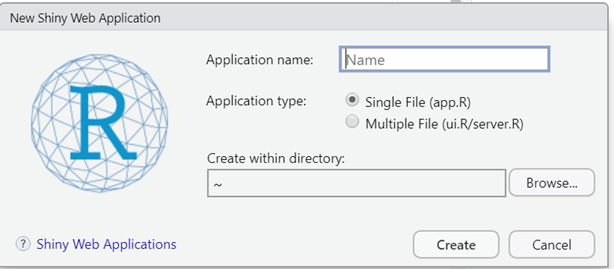 New Shiny Web Application
Application name: Name
Application type: Single File (app.R)
Multiple File (ui.R/server.R)
Create within directory:
~ Browse...
R
? Shiny Web Applications Create Cancel